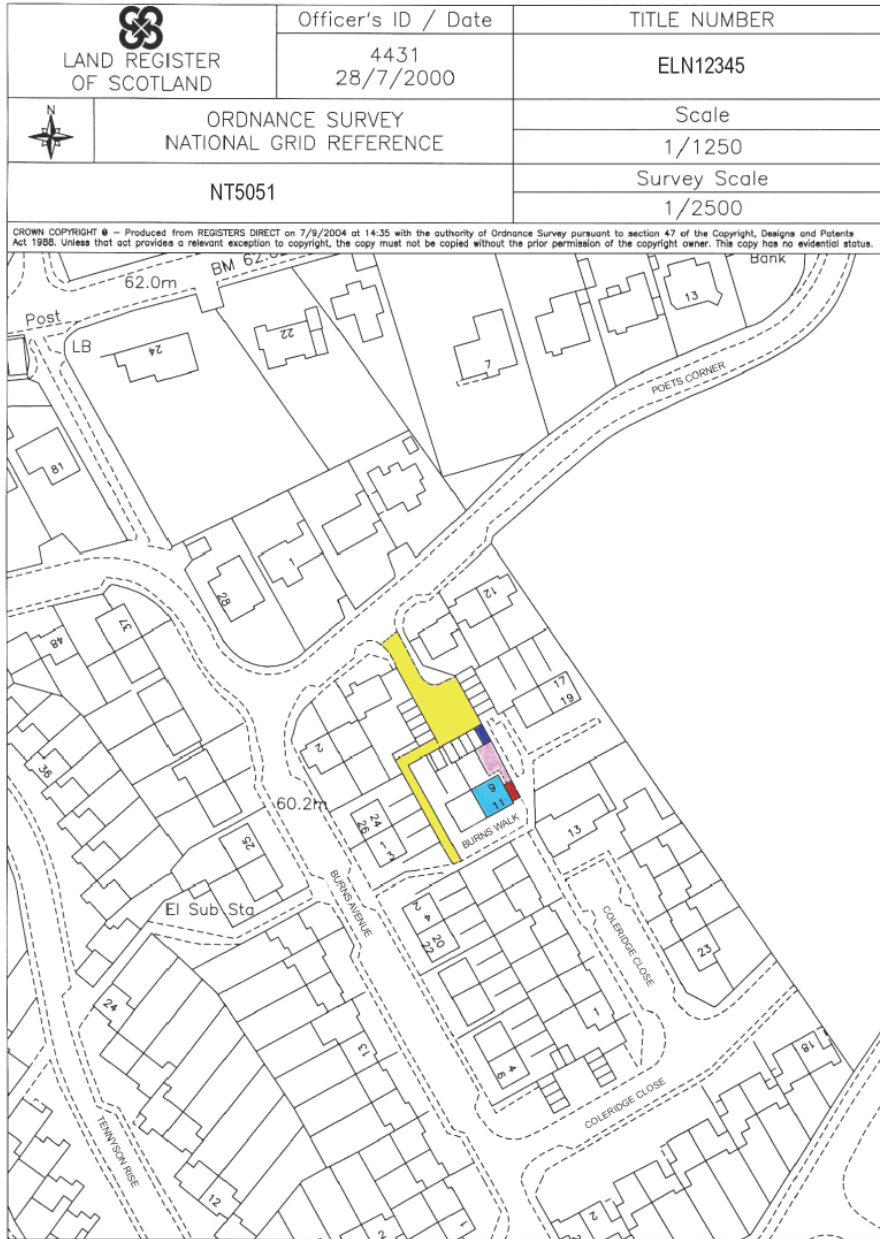 LAND REGISTER
OF SCOTLAND
Officer's ID / Date
4431
28/7/2000
TITLE NUMBER
ELN12345
N
ORDNANCE SURVEY
NATIONAL GRID REFERENCE
Scale
1/1250
NT5051
Survey Scale
1/2500
CROWN COPYRIGHT © – Produced from REGISTERS DIRECT on 7/9/2004 at 14:35 with the authority of Ordnance Survey pursuant to section 47 of the Copyright, Designs and Patents
Act 1988. Unless that act provides a relevant exception to copyright, the copy must not be copied without the prior permission of the copyright owner. This copy has no evidential status.
BM 62.
Bank
62.0m
13
Post
22
LB
24
7
POETS CORNER
81
28
12
37
48
17
19
2
36
9
11
60.2m
24
26
1
3
BURNS WALK
13
25
BURNS AVENUE
El Sub Sta
2
4
20
22
COLERIDGE CLOSE
23
24
1
13
4
6
18
COLERIDGE CLOSE
TENNYSON RISE
12
2
1
2
2